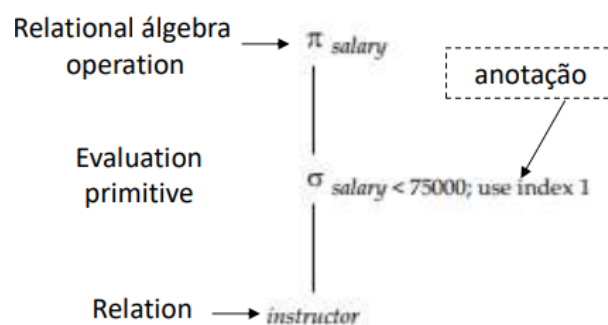 Relational álgebra
operation
π salary
anotação
Evaluation
primitive
σ salary < 75000; use index 1
Relation
instructor